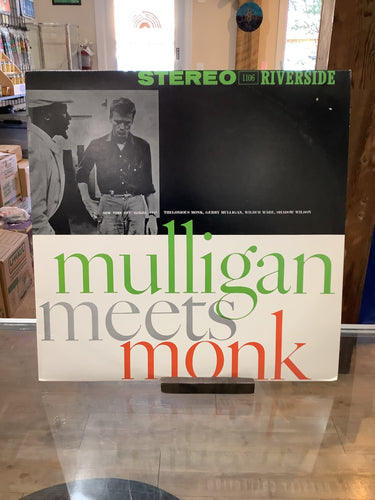 STEREO 1106 RIVERSIDE
THELONIOUS MONK, GERRY MULLIGAN, WILBUR WARE, SHADOW WILSON
mulligan
meets
monk